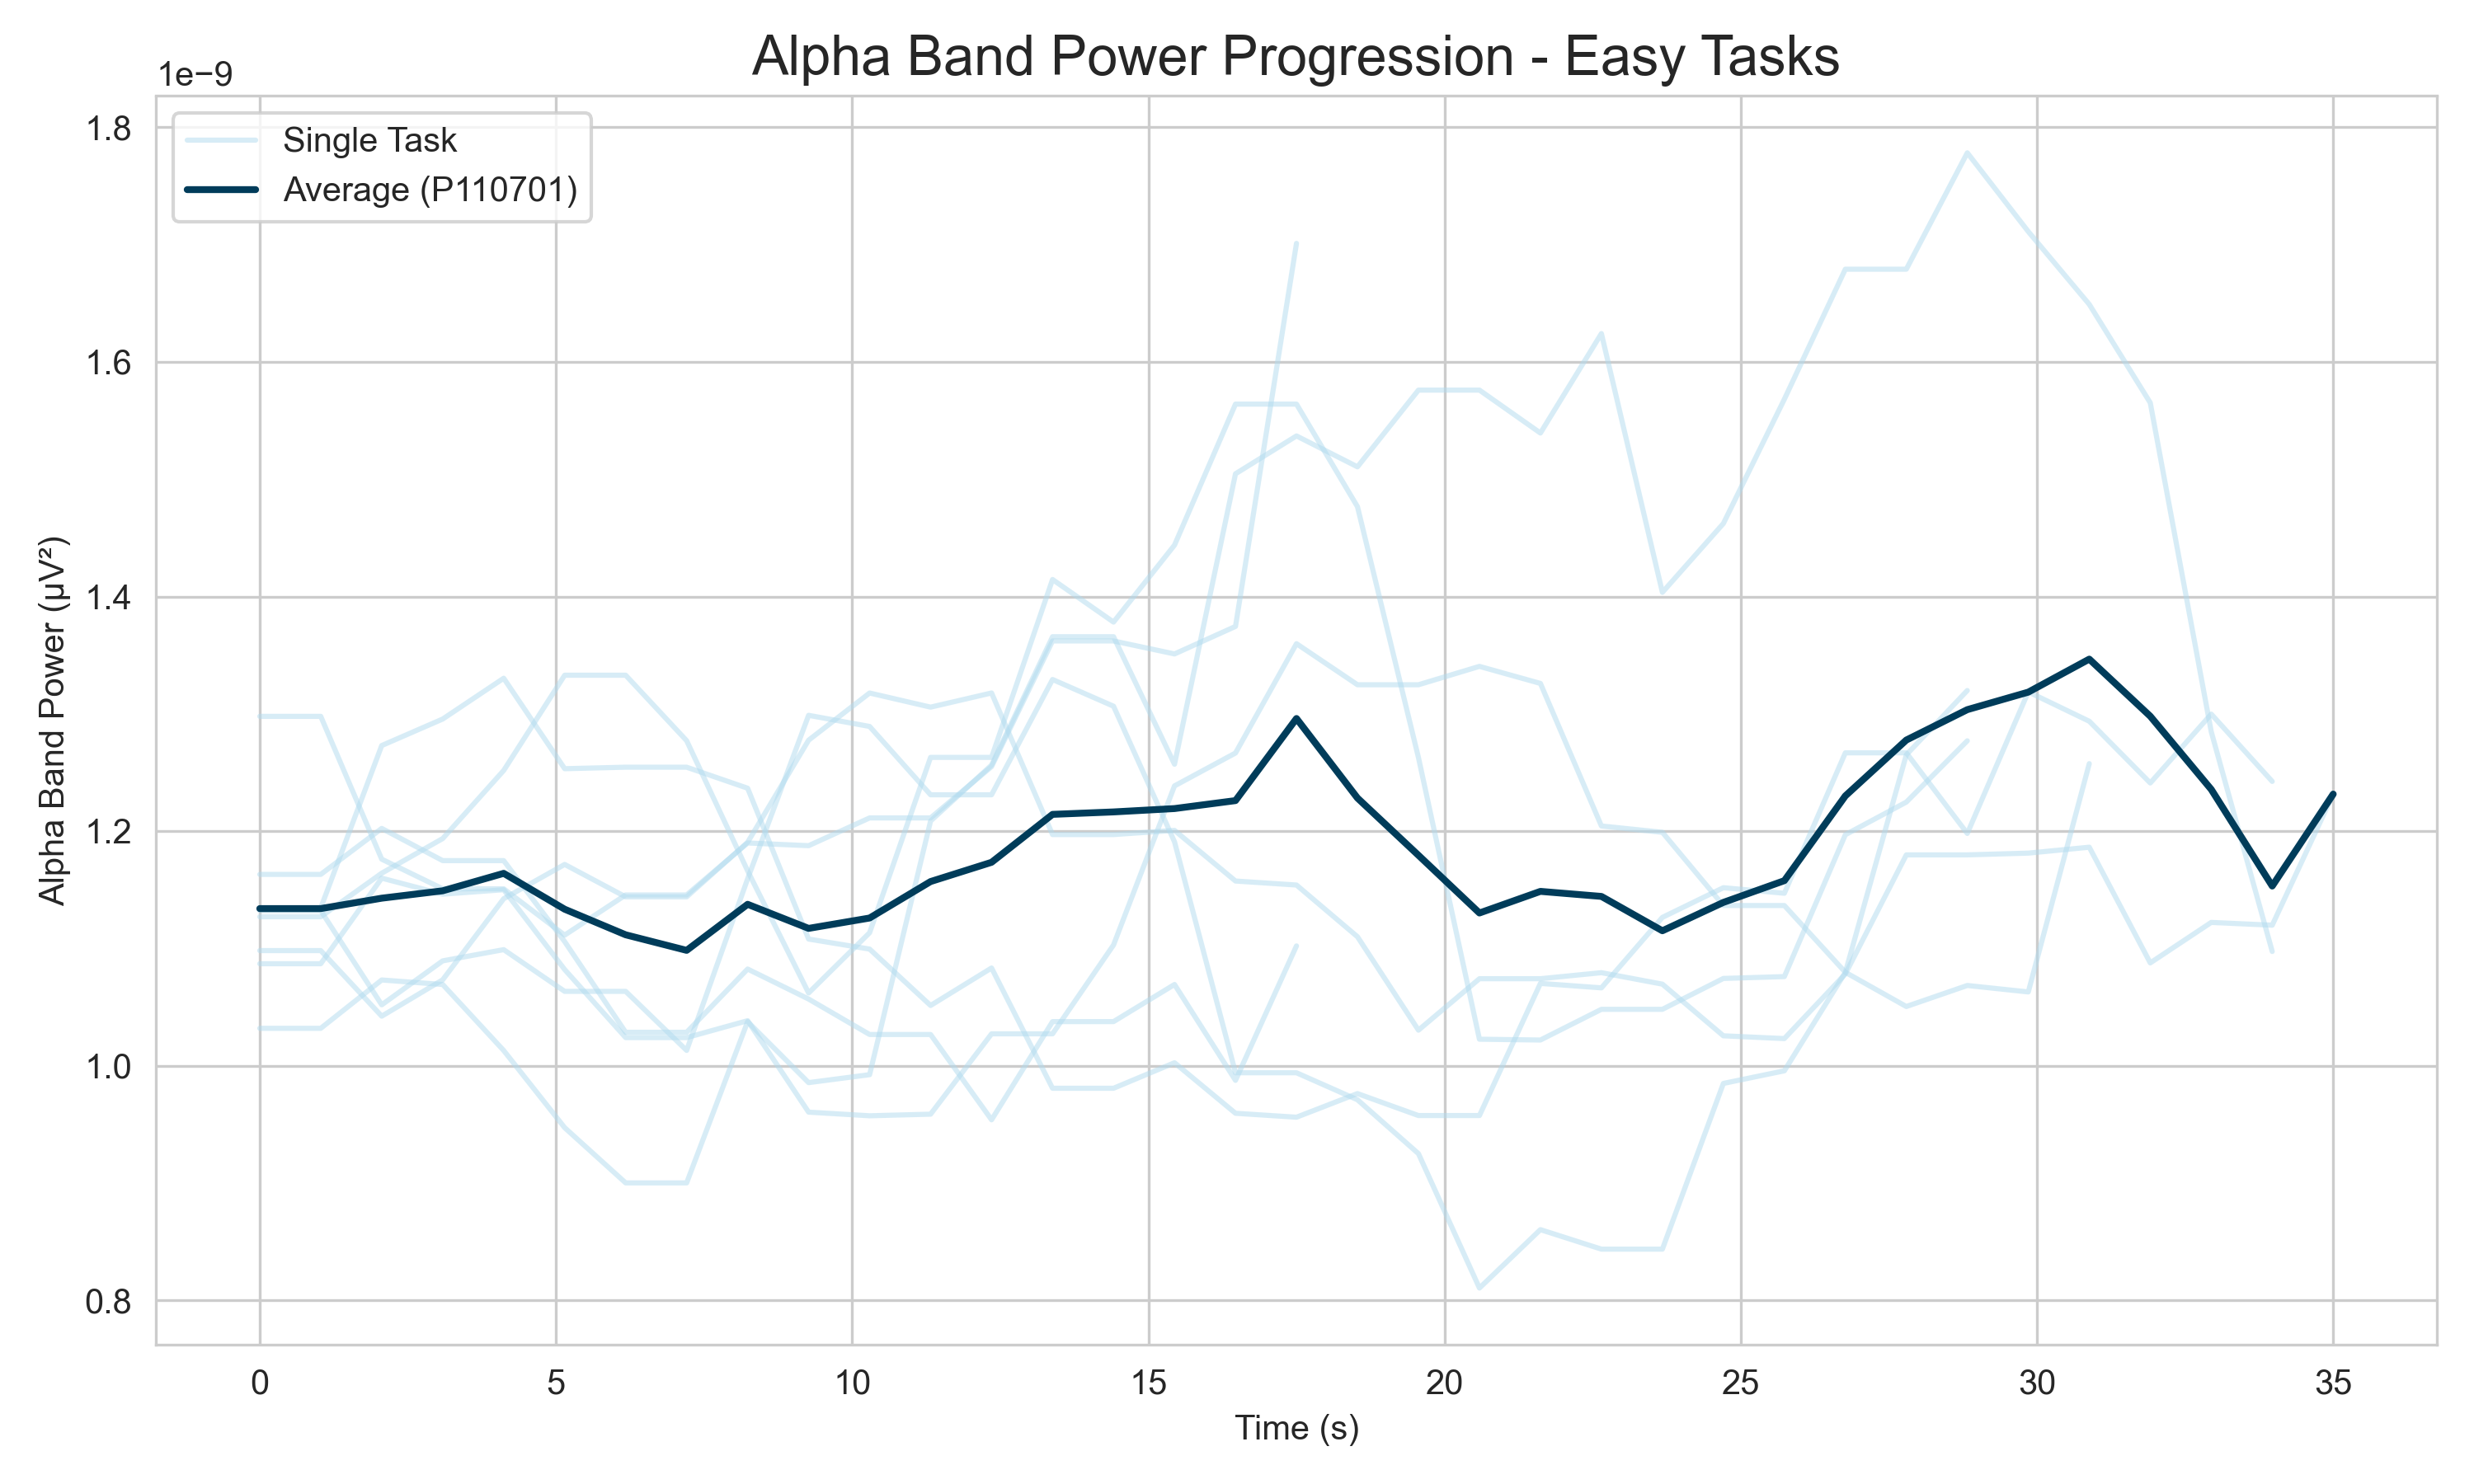 Alpha Band Power Progression - Easy Tasks
1e−9
Single Task
Average (P110701)
Alpha Band Power (µV²)
1.8
1.6
1.4
1.2
1.0
0.8
0 5 10 15 20 25 30 35
Time (s)